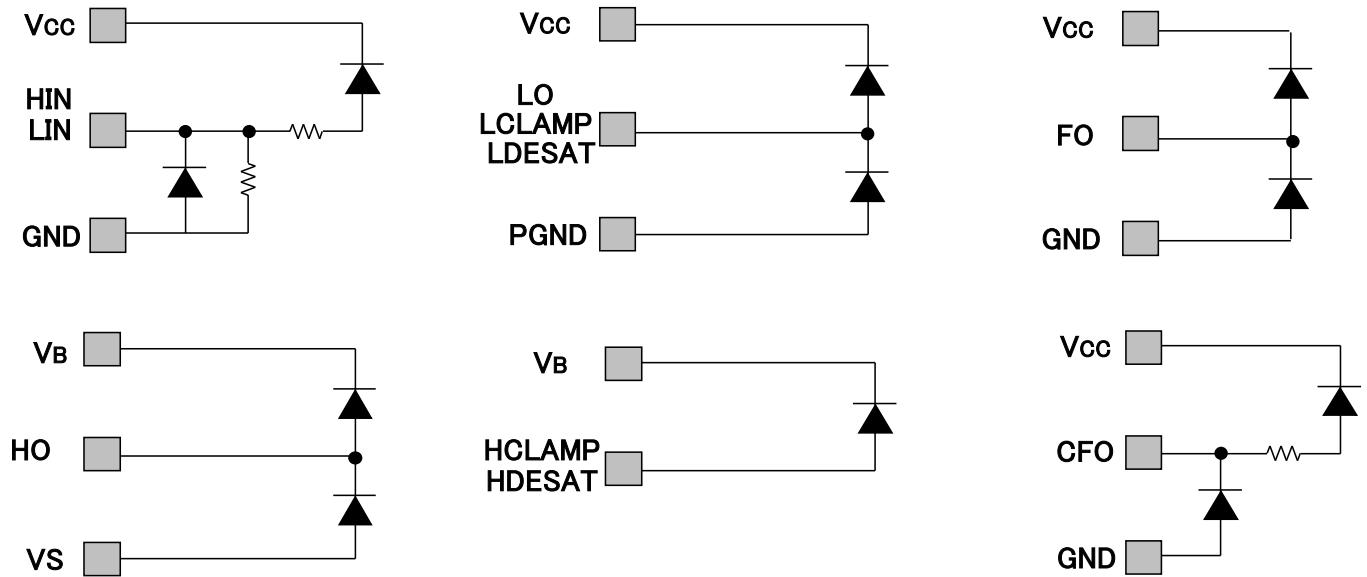 Vcc
HIN
LIN
GND
Vcc
LO
LCLAMP
LDESAT
PGND
Vcc
FO
GND
VB
HO
VS
VB
HCLAMP
HDESAT
Vcc
CFO
GND